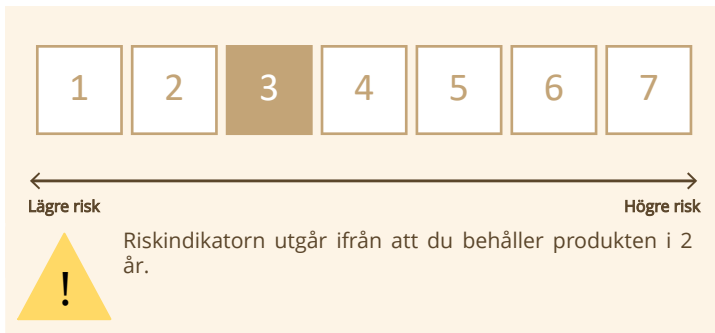 1 2 3 4 5 6 7
Lägre risk Högre risk
Riskindikatorn utgår ifrån att du behåller produkten i 2
år.
!